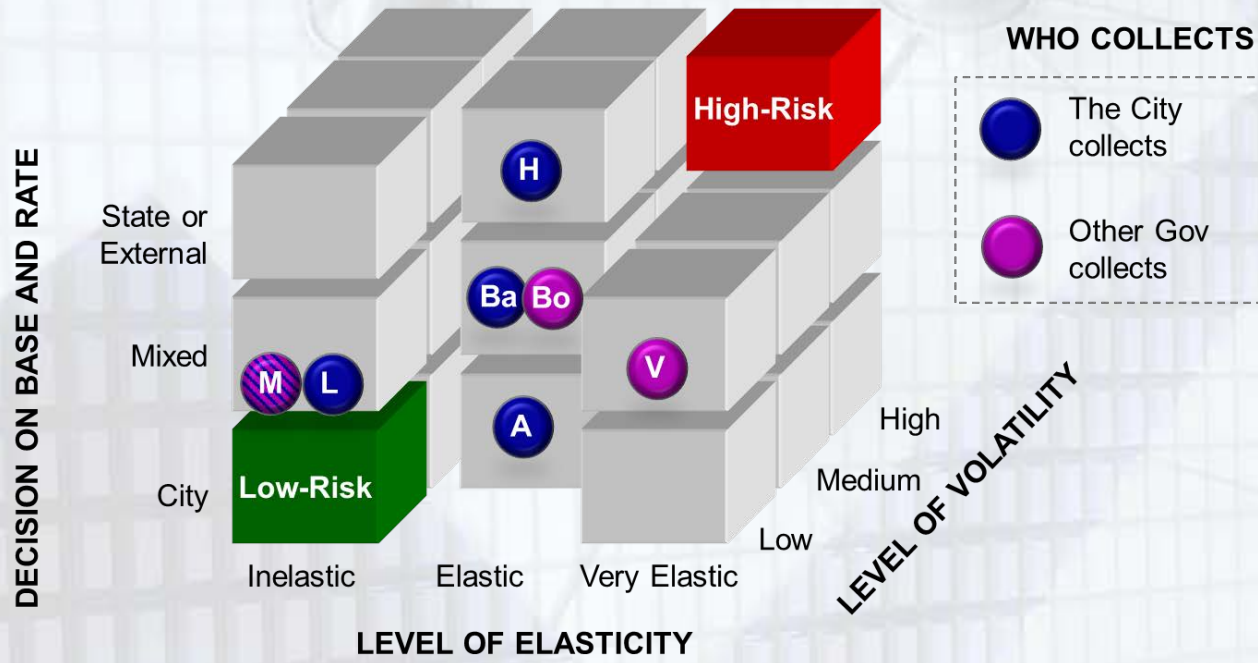 WHO COLLECTS
The City
collects
Other Gov
collects
DECISION ON BASE AND RATE
State or
External
Mixed
City
High-Risk
H
Ba
Bo
M
L
V
A
Low-Risk
High
Medium
Low
LEVEL OF VOLATILITY
Inelastic
Elastic
Very Elastic
LEVEL OF ELASTICITY